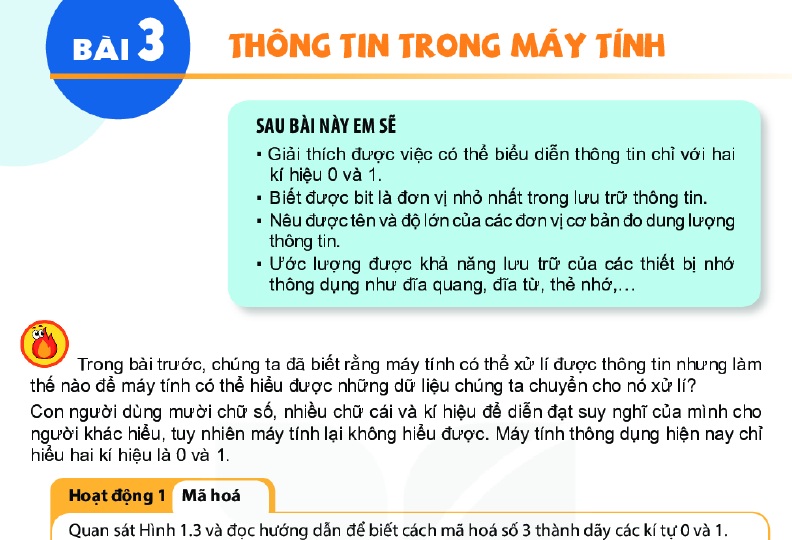 BÀI 3
THÔNG TIN TRONG MÁY TÍNH
SAU BÀI NÀY EM SẼ
• Giải thích được việc có thể biểu diễn thông tin chỉ với hai
kí hiệu 0 và 1.
• Biết được bit là đơn vị nhỏ nhất trong lưu trữ thông tin.
• Nêu được tên và độ lớn của các đơn vị cơ bản đo dung lượng
thông tin.
• Ước lượng được khả năng lưu trữ của các thiết bị nhớ
thông dụng như đĩa quang, đĩa từ, thẻ nhớ,...
Trong bài trước, chúng ta đã biết rằng máy tính có thể xử lí được thông tin nhưng làm
thế nào để máy tính có thể hiểu được những dữ liệu chúng ta chuyển cho nó xử lí?
Con người dùng mười chữ số, nhiều chữ cái và kí hiệu để diễn đạt suy nghĩ của mình cho
người khác hiểu, tuy nhiên máy tính lại không hiểu được. Máy tính thông dụng hiện nay chỉ
hiểu hai kí hiệu là 0 và 1.
Hoạt động 1 Mã hoá
Quan sát Hình 1.3 và đọc hướng dẫn để biết cách mã hoá số 3 thành dãy các kí tự 0 và 1.